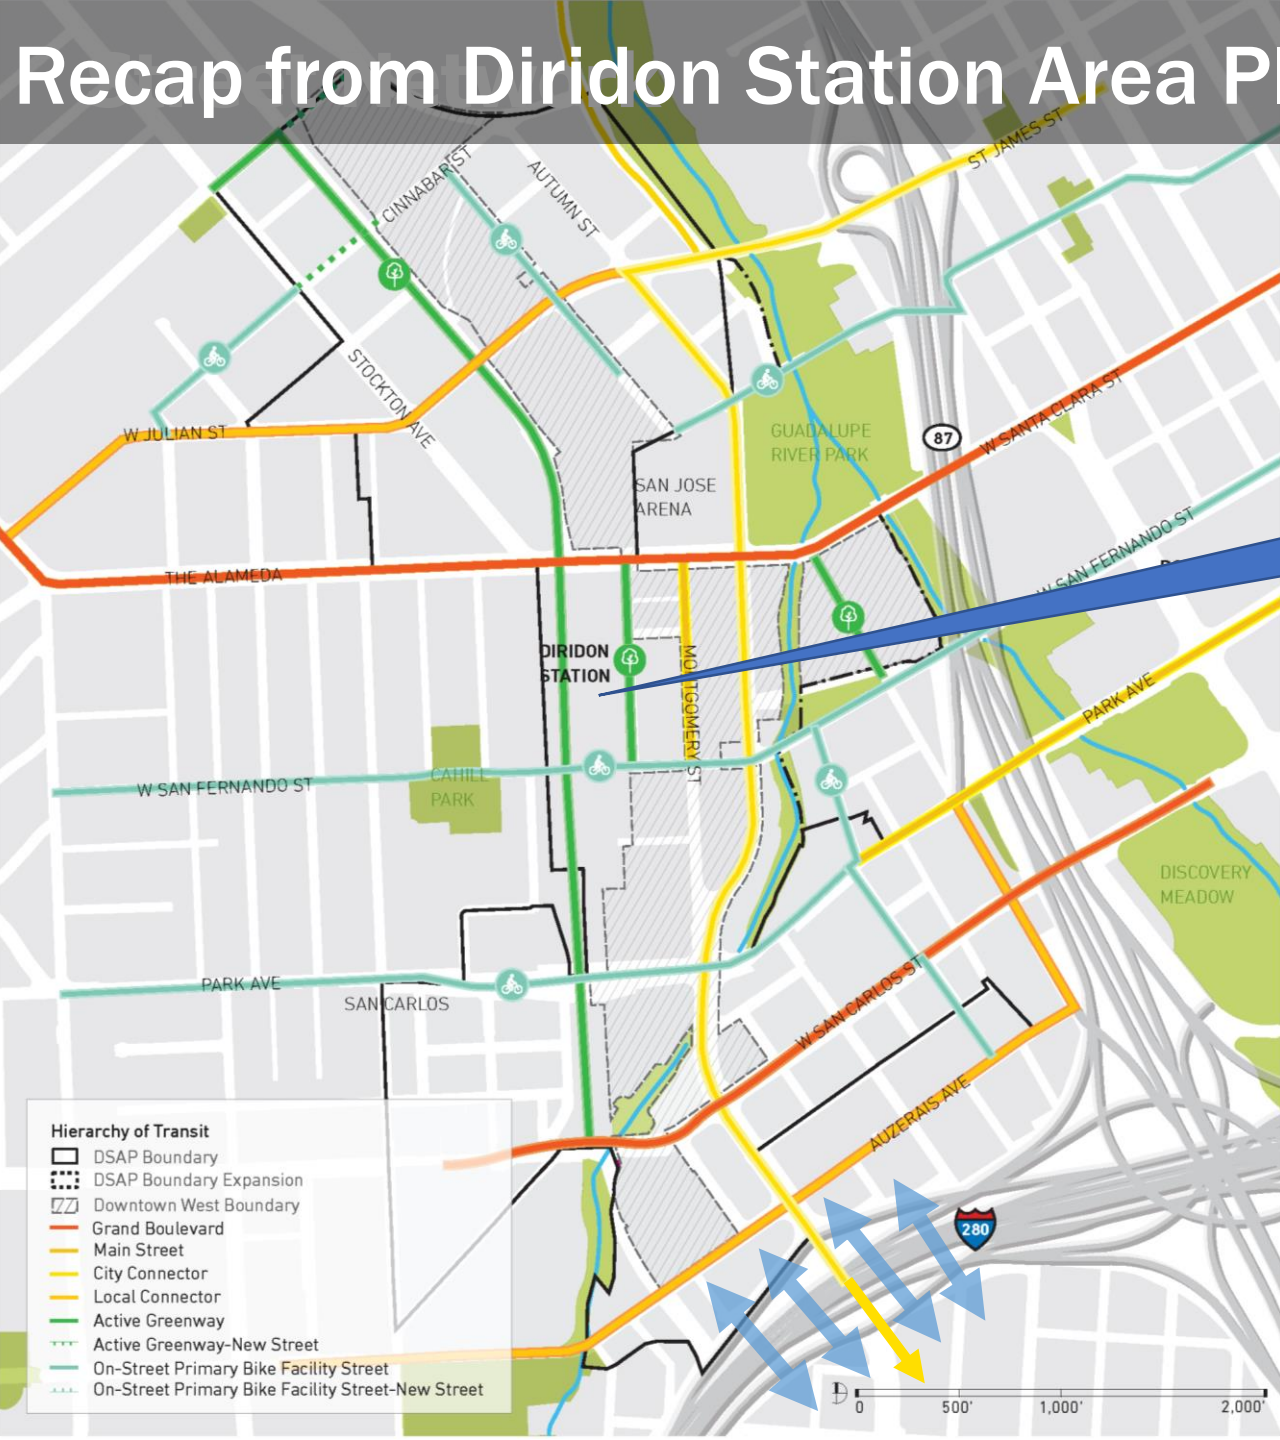 Recap from Diridon Station Area Pl
ST JAMES ST
CINNABAR ST
AUTUMN ST
STOCKTON AVE
W JULIAN ST
GUADALUPE
RIVER PARK
87
W SANTA CLARA ST
SAN JOSE
ARENA
W SAN FERNANDO ST
THE ALAMEDA
DIRIDON
STATION
MONTGOMERY ST
PARK AVE
W SAN FERNANDO ST
CAHILL
PARK
DISCOVERY
MEADOW
PARK AVE
SAN CARLOS
W SAN CARLOS ST
AUZERAIS AVE
280
Hierarchy of Transit
DSAP Boundary
DSAP Boundary Expansion
Downtown West Boundary
Grand Boulevard
Main Street
City Connector
Local Connector
Active Greenway
Active Greenway-New Street
On-Street Primary Bike Facility Street
On-Street Primary Bike Facility Street-New Street
0 500' 1,000' 2,000'